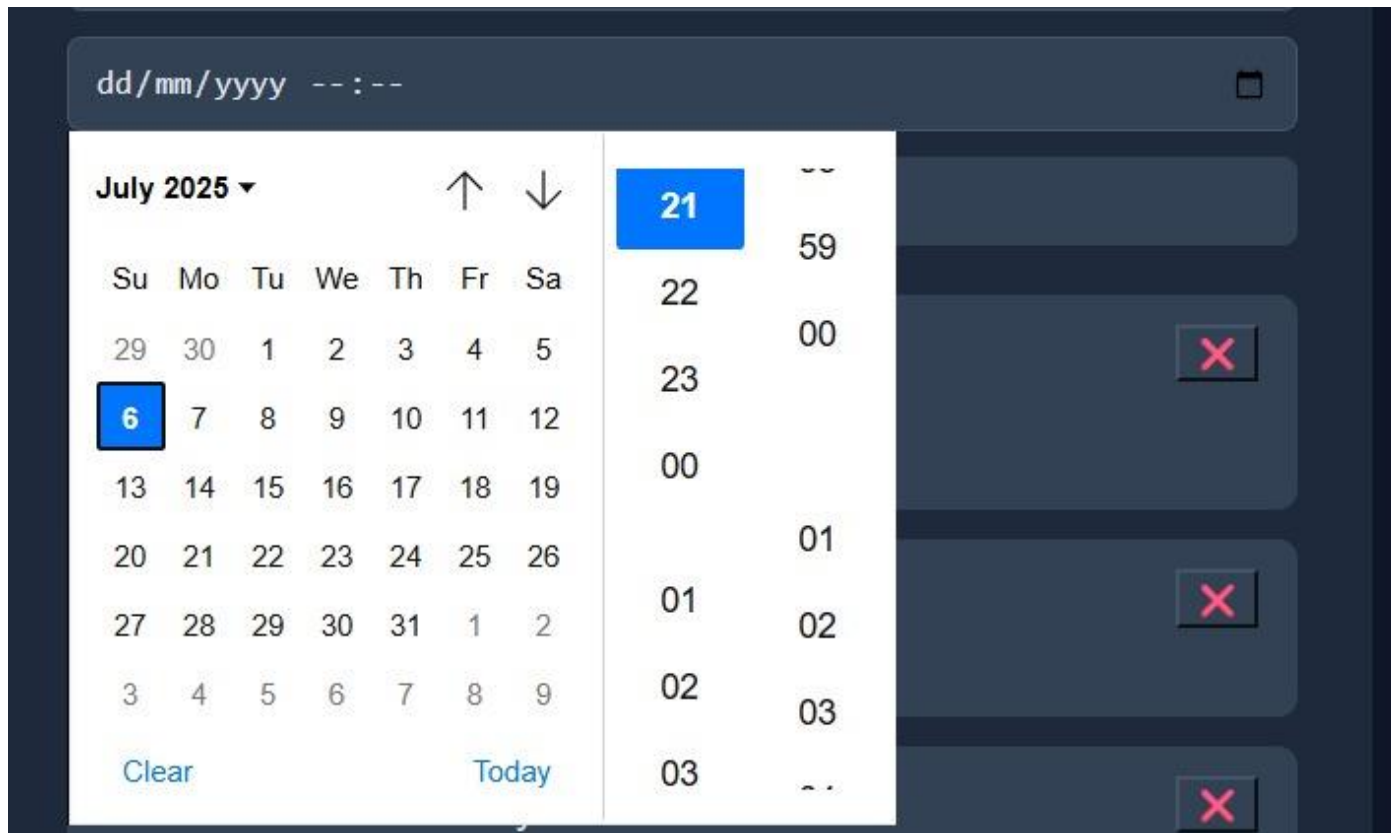 dd/mm/yyyy --:--
July 2025
Su Mo Tu We Th Fr Sa
29 30 1 2 3 4 5
6 7 8 9 10 11 12
13 14 15 16 17 18 19
20 21 22 23 24 25 26
27 28 29 30 31 1 2
3 4 5 6 7 8 9
Clear Today
21
22
23
00
01
02
03
59
00
01
02
03